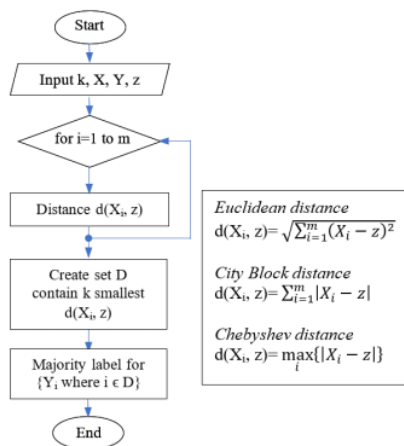 Start
Input k, X, Y, z
for i=1 to m
Distance d(Xᵢ, z)
Create set D
contain k smallest
d(Xᵢ, z)
Majority label for
{Yᵢ where i ϵ D}
End
Euclidean distance
d(Xᵢ, z)= √∑ᵢ₌₁ᵐ(Xᵢ − z)²
City Block distance
d(Xᵢ, z)= ∑ᵢ₌₁ᵐ|Xᵢ − z|
Chebyshev distance
d(Xᵢ, z)= max{|Xᵢ − z|}
i